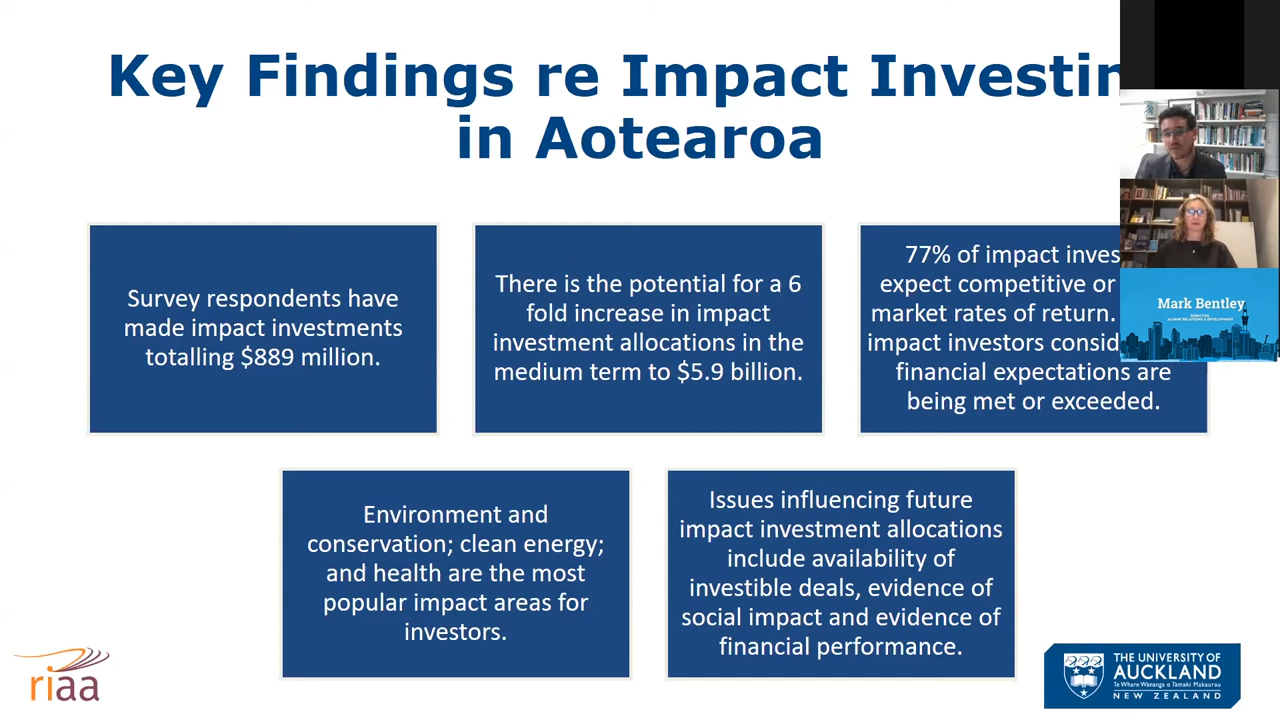 Key Findings re Impact Investin
in Aotearoa
Survey respondents have
made impact investments
totalling $889 million.
There is the potential for a 6
fold increase in impact
investment allocations in the
medium term to $5.9 billion.
77% of impact inves
expect competitive or
market rates of return.
impact investors consid
financial expectations are
being met or exceeded.
Mark Bentley
DIRECTOR
ALUMNI RELATIONS & DEVELOPMENT
Environment and
conservation; clean energy;
and health are the most
popular impact areas for
investors.
Issues influencing future
impact investment allocations
include availability of
investible deals, evidence of
social impact and evidence of
financial performance.
riaa
THE UNIVERSITY OF
AUCKLAND
Te Whare Wānanga o Tāmaki Makaurau
NEW ZEALAND